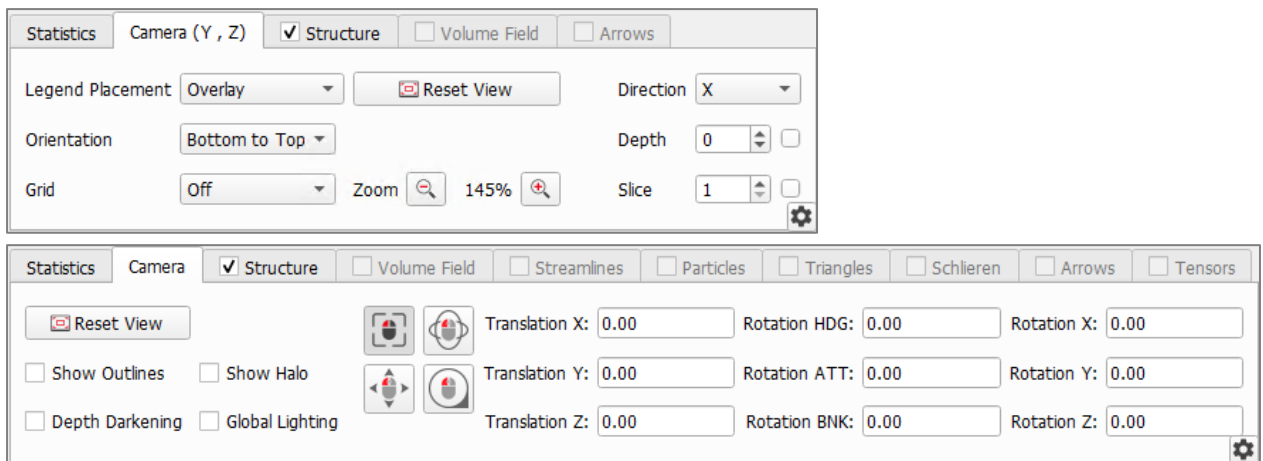 Statistics Camera (Y , Z) Structure Volume Field Arrows
Legend Placement Overlay Reset View Direction X
Orientation Bottom to Top Depth 0
Grid Off Zoom 145% Slice 1
Statistics Camera Structure Volume Field Streamlines Particles Triangles Schlieren Arrows Tensors
Reset View Translation X: 0.00 Rotation HDG: 0.00 Rotation X: 0.00
Show Outlines Show Halo Translation Y: 0.00 Rotation ATT: 0.00 Rotation Y: 0.00
Depth Darkening Global Lighting Translation Z: 0.00 Rotation BNK: 0.00 Rotation Z: 0.00